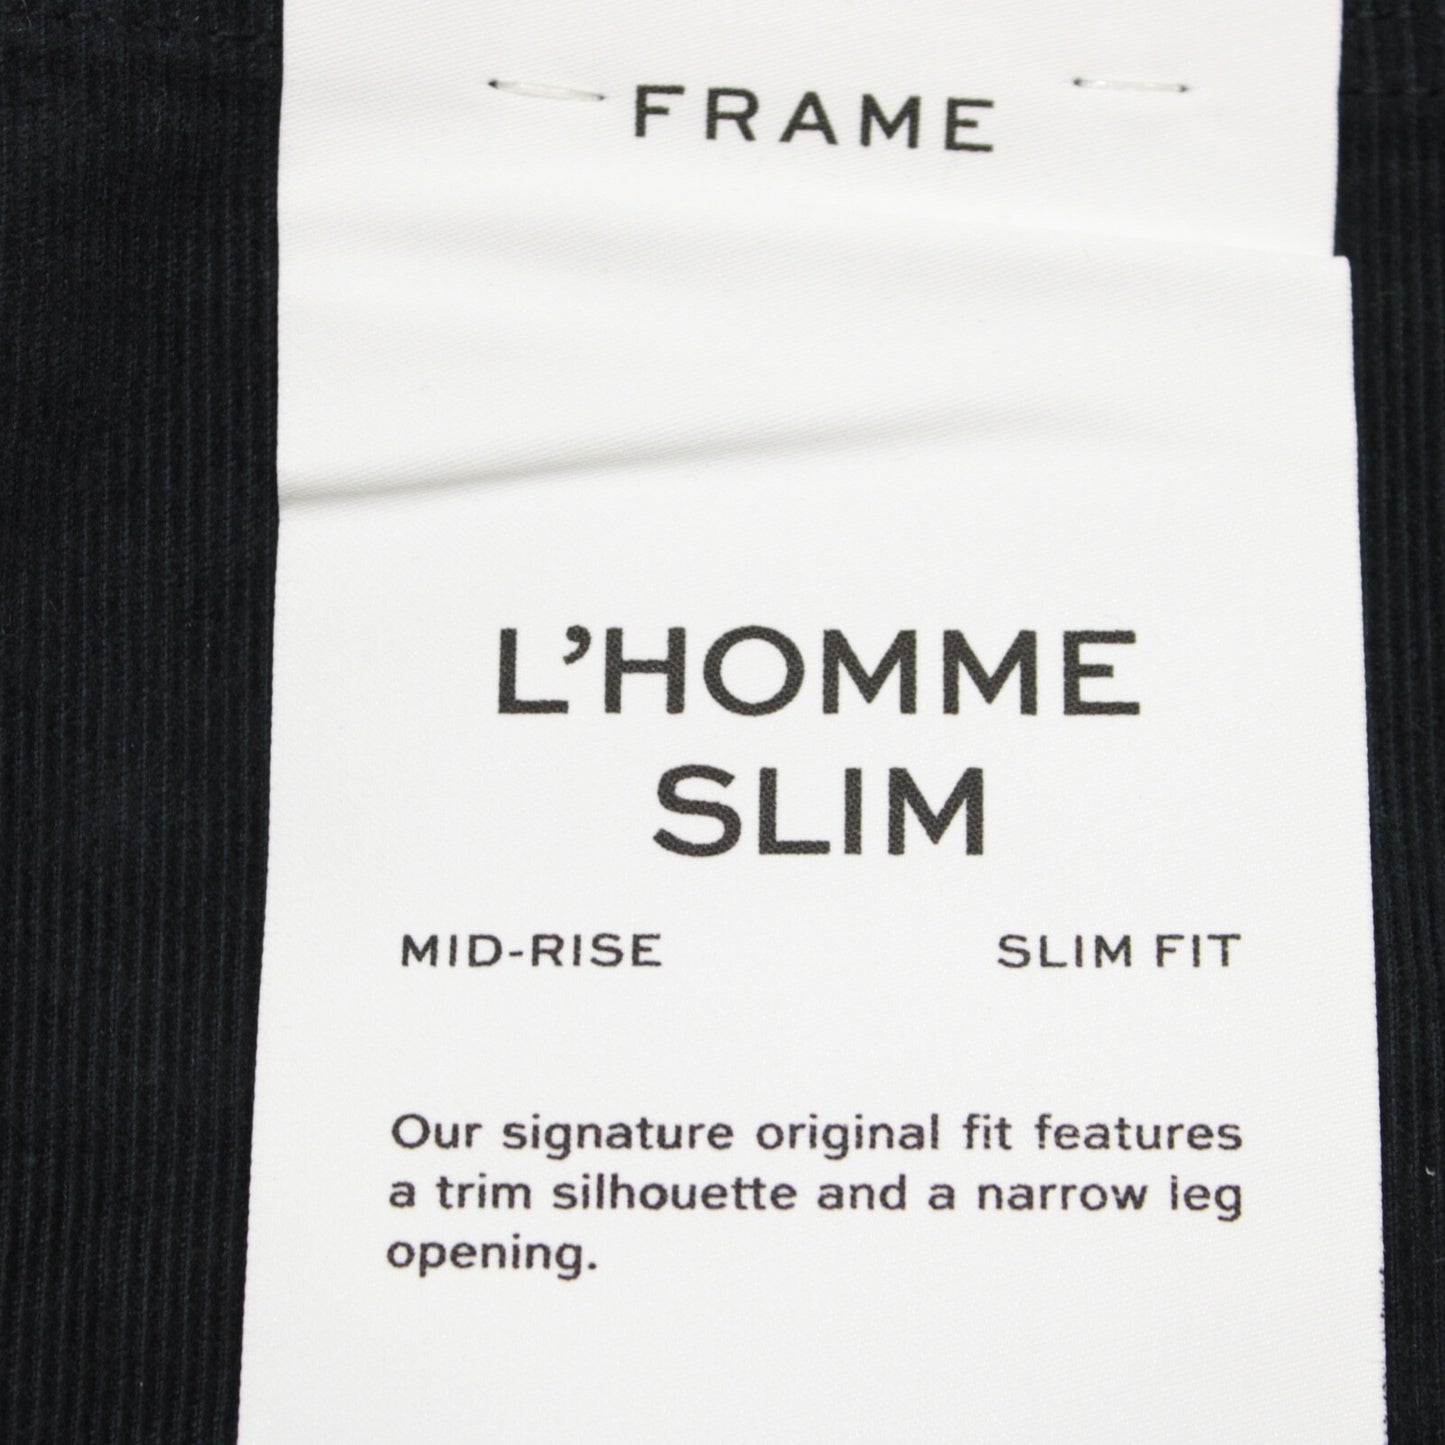 FRAME
L’HOMME
SLIM
MID-RISE SLIM FIT
Our signature original fit features
a trim silhouette and a narrow leg
opening.